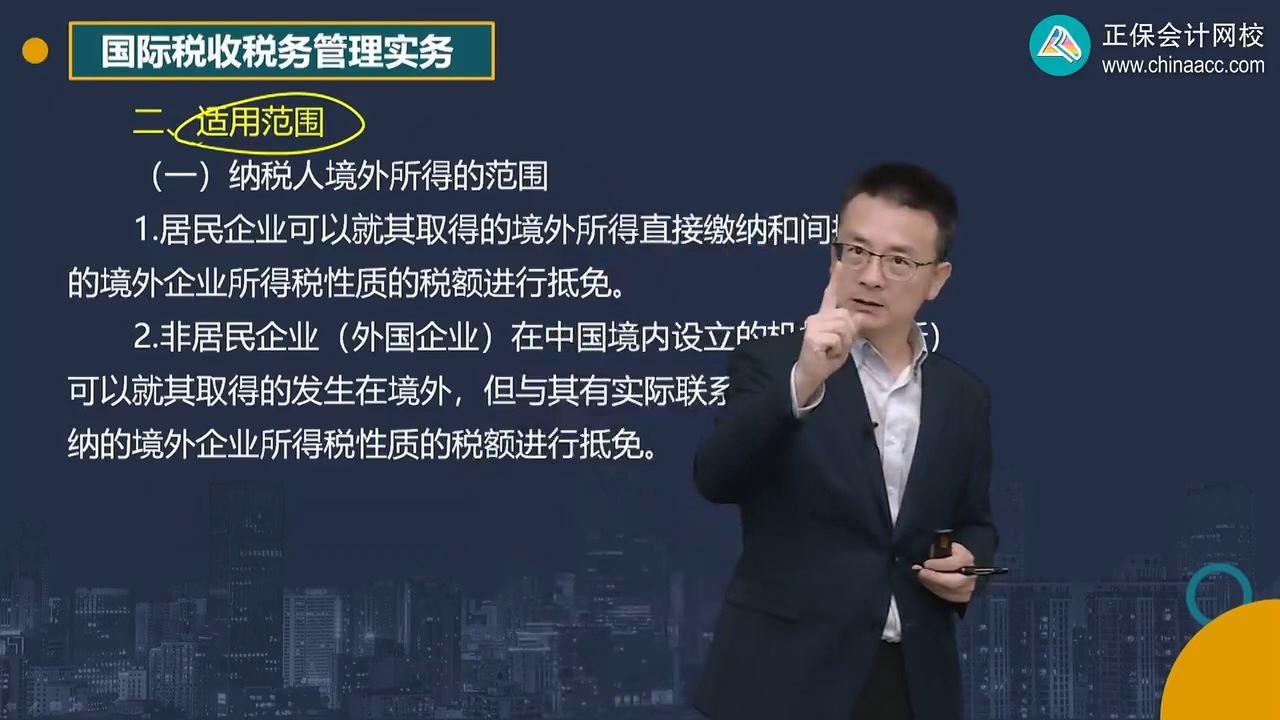 国际税收税务管理实务
正保会计网校
www.chinaacc.com
二、适用范围
（一）纳税人境外所得的范围
1.居民企业可以就其取得的境外所得直接缴纳和间
的境外企业所得税性质的税额进行抵免。
2.非居民企业（外国企业）在中国境内设立的机
可以就其取得的发生在境外，但与其有实际联
纳的境外企业所得税性质的税额进行抵免。